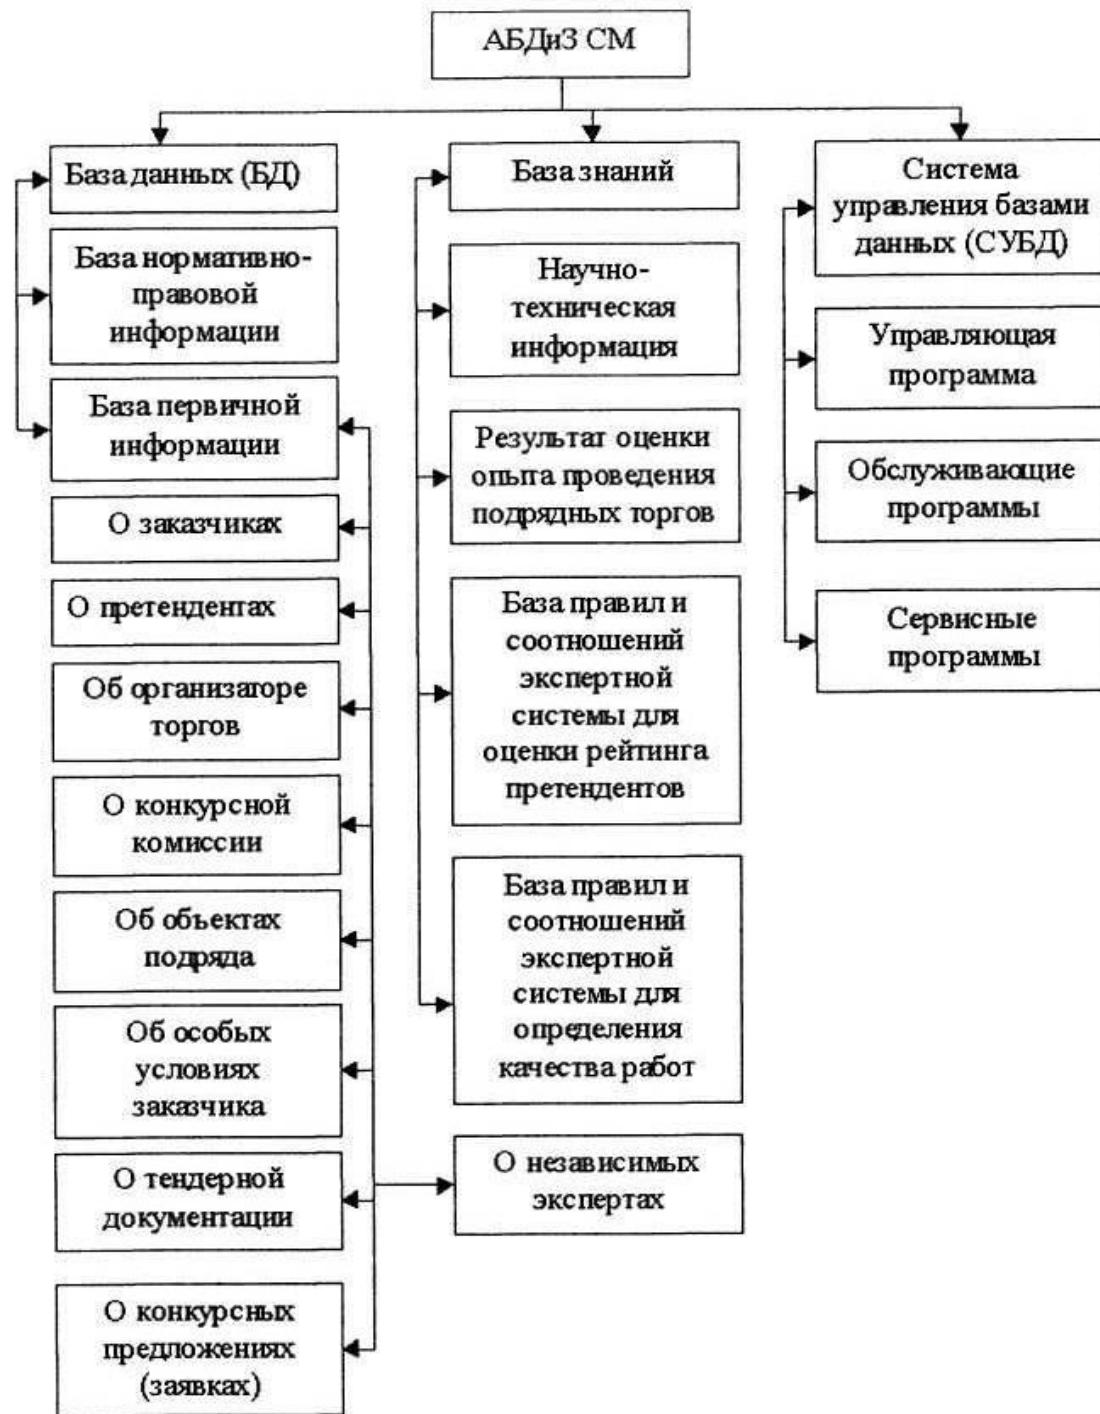 АБДиЗ СМ
База данных (БД)
База нормативно-
правовой
информации
База первичной
информации
О заказчиках
О претендентах
Об организаторе
торгов
О конкурсной
комиссии
Об объектах
подряда
Об особых
условиях
заказчика
О тендерной
документации
О конкурсных
предложениях
(заявках)
База знаний
Научно-
техническая
информация
Результат оценки
опыта проведения
подрядных торгов
База правил и
соотношений
экспертной
системы для
оценки рейтинга
претендентов
База правил и
соотношений
экспертной
системы для
определения
качества работ
О независимых
экспертах
Система
управления базами
данных (СУБД)
Управляющая
программа
Обслуживающие
программы
Сервисные
программы